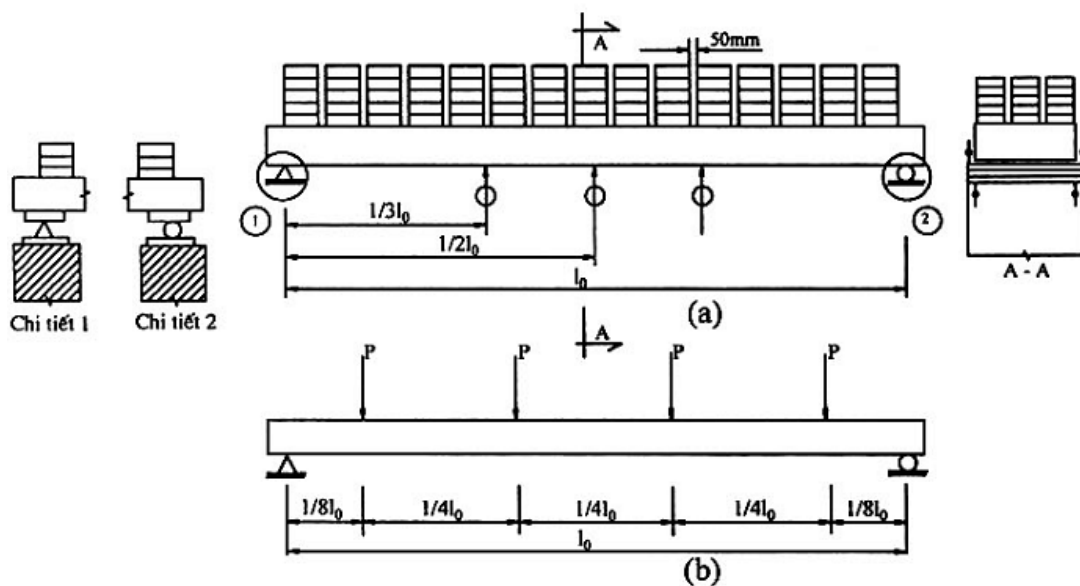 A
50mm
1
1/3l₀
1/2l₀
l₀
2
A - A
Chi tiết 1
Chi tiết 2
(a)
A
P P P P
1/8l₀ 1/4l₀ 1/4l₀ 1/4l₀ 1/8l₀
l₀
(b)